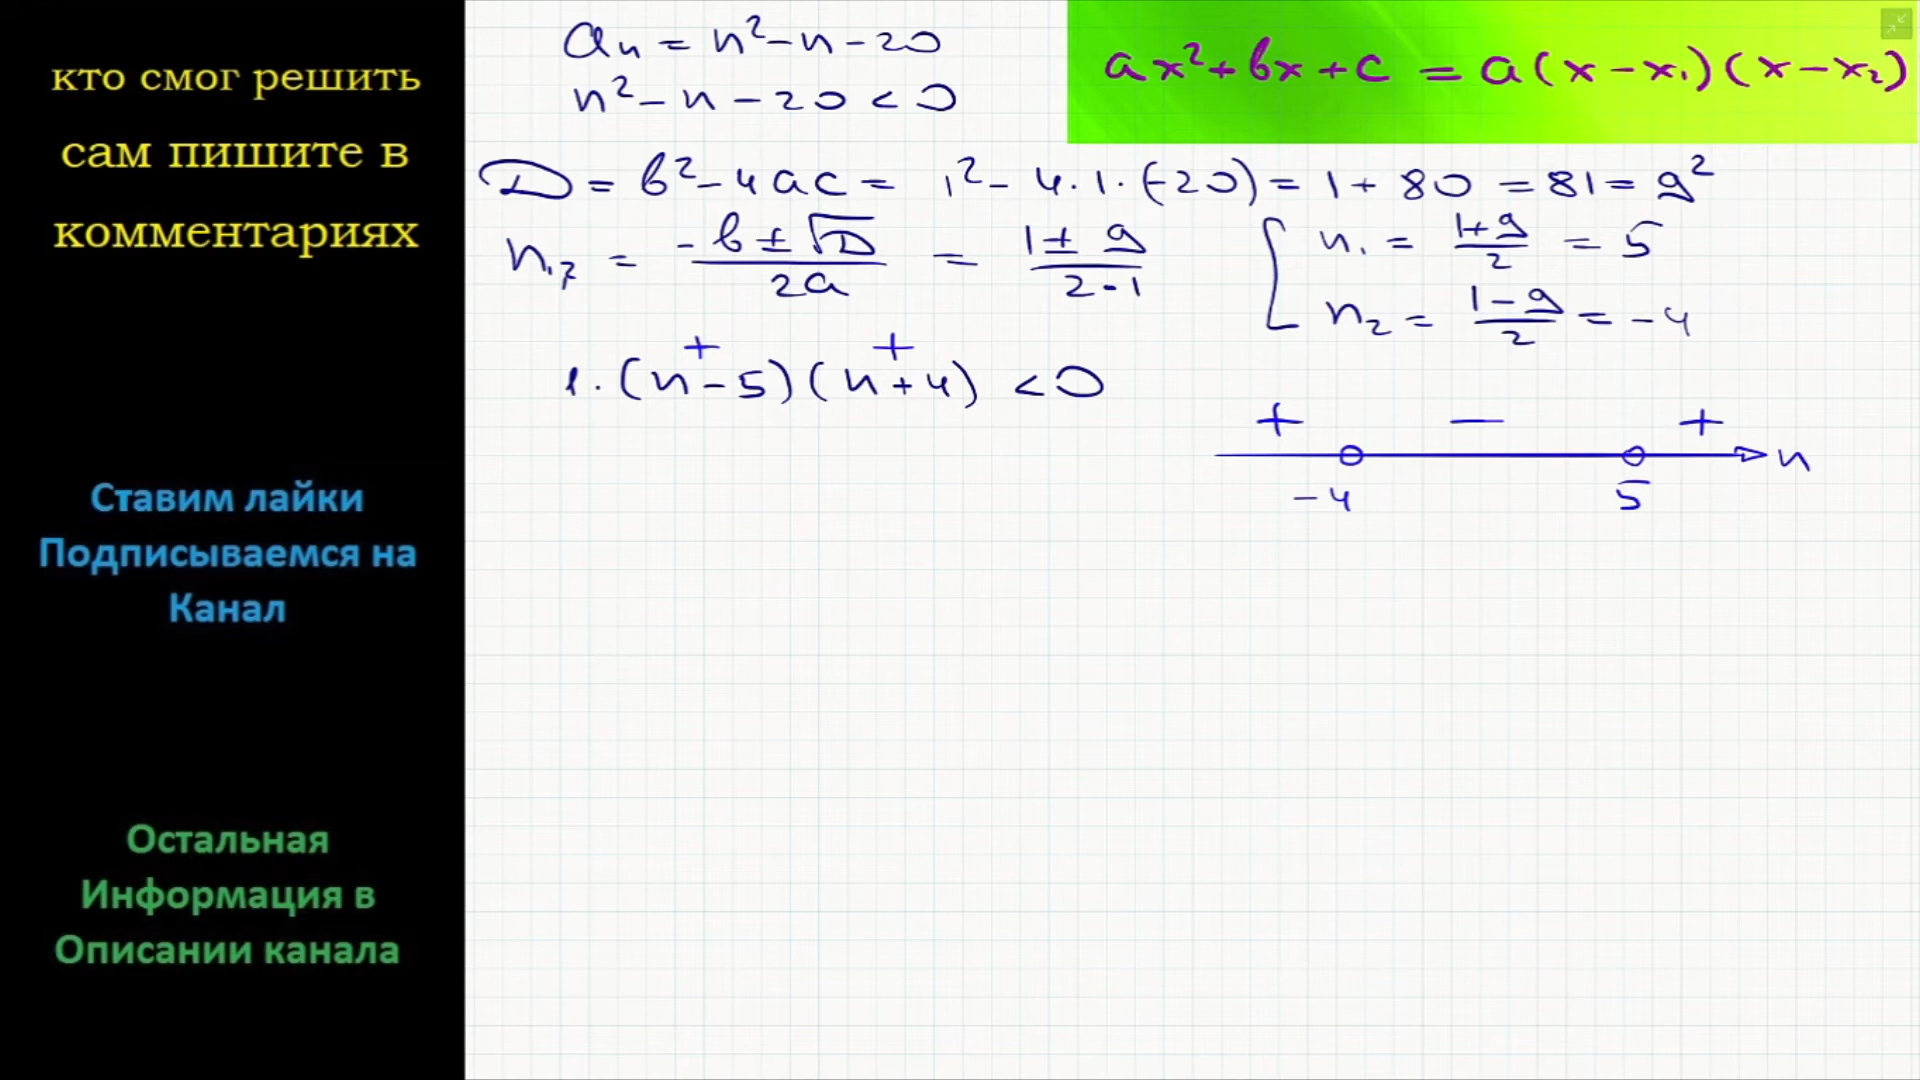 кто смог решить
сам пишите в
комментариях
Ставим лайки
Подписываемся на
Канал
Остальная
Информация в
Описании канала
aₙ = n² − n − 20
n² − n − 20 < 0
ax² + bx + c = a(x − x₁)(x − x₂)
D = b² − 4ac = 1² − 4 · 1 · (−20) = 1 + 80 = 81 = 9²
n₁,₂ = (−b ± √D)/(2a) = (1 ± 9)/(2 · 1)
n₁ = (1 + 9)/2 = 5
n₂ = (1 − 9)/2 = −4
+ +
1 · (n − 5)(n + 4) < 0
+ − +
n
−4 5